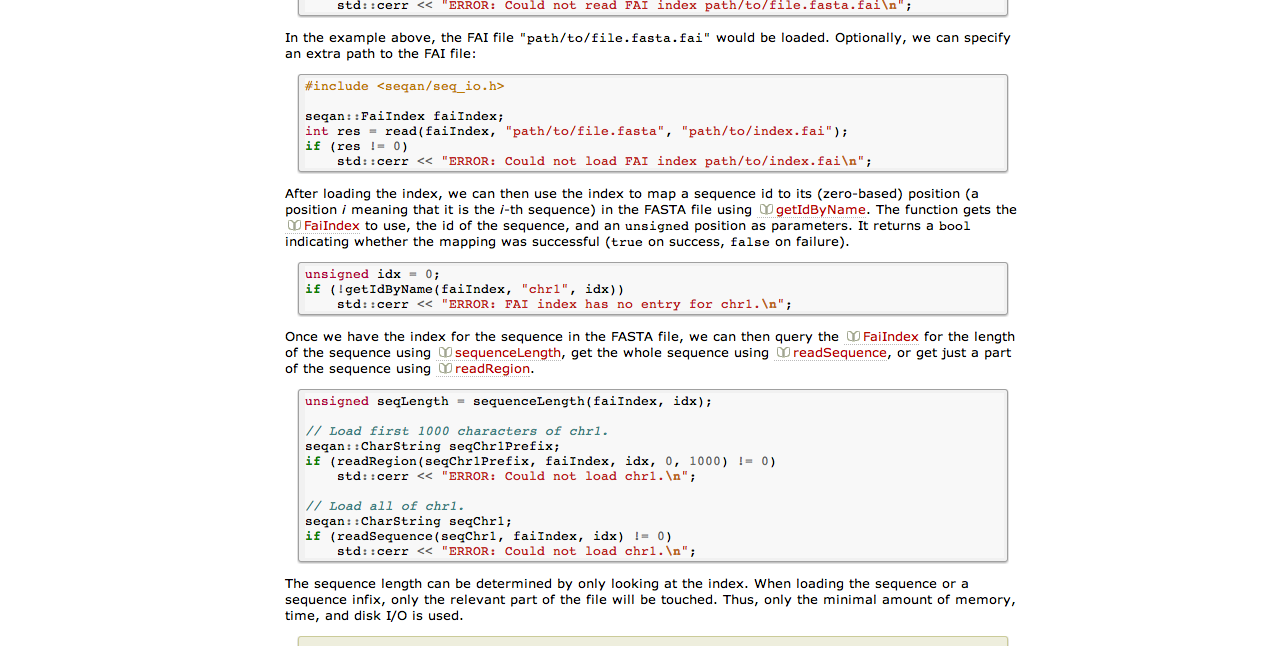 std::cerr << "ERROR: Could not read FAI index path/to/file.fasta.fai\n";
In the example above, the FAI file "path/to/file.fasta.fai" would be loaded. Optionally, we can specify
an extra path to the FAI file:
#include <seqan/seq_io.h>
seqan::FaiIndex faiIndex;
int res = read(faiIndex, "path/to/file.fasta", "path/to/index.fai");
if (res != 0)
std::cerr << "ERROR: Could not load FAI index path/to/index.fai\n";
After loading the index, we can then use the index to map a sequence id to its (zero-based) position (a
position i meaning that it is the i-th sequence) in the FASTA file using getIdByName. The function gets the
FaiIndex to use, the id of the sequence, and an unsigned position as parameters. It returns a bool
indicating whether the mapping was successful (true on success, false on failure).
unsigned idx = 0;
if (!getIdByName(faiIndex, "chr1", idx))
std::cerr << "ERROR: FAI index has no entry for chr1.\n";
Once we have the index for the sequence in the FASTA file, we can then query the FaiIndex for the length
of the sequence using sequenceLength, get the whole sequence using readSequence, or get just a part
of the sequence using readRegion.
unsigned seqLength = sequenceLength(faiIndex, idx);
// Load first 1000 characters of chr1.
seqan::CharString seqChr1Prefix;
if (readRegion(seqChr1Prefix, faiIndex, idx, 0, 1000) != 0)
std::cerr << "ERROR: Could not load chr1.\n";
// Load all of chr1.
seqan::CharString seqChr1;
if (readSequence(seqChr1, faiIndex, idx) != 0)
std::cerr << "ERROR: Could not load chr1.\n";
The sequence length can be determined by only looking at the index. When loading the sequence or a
sequence infix, only the relevant part of the file will be touched. Thus, only the minimal amount of memory,
time, and disk I/O is used.